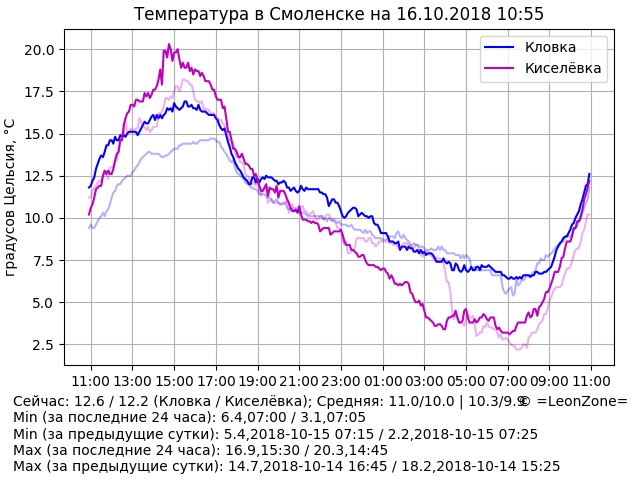 Температура в Смоленске на 16.10.2018 10:55
Кловка
Киселёвка
градусов Цельсия, °C
20.0
17.5
15.0
12.5
10.0
7.5
5.0
2.5
11:00 13:00 15:00 17:00 19:00 21:00 23:00 01:00 03:00 05:00 07:00 09:00 11:00
Сейчас: 12.6 / 12.2 (Кловка / Киселёвка); Средняя: 11.0/10.0 | 10.3/9.9 © =LeonZone=
Min (за последние 24 часа): 6.4,07:00 / 3.1,07:05
Min (за предыдущие сутки): 5.4,2018-10-15 07:15 / 2.2,2018-10-15 07:25
Max (за последние 24 часа): 16.9,15:30 / 20.3,14:45
Max (за предыдущие сутки): 14.7,2018-10-14 16:45 / 18.2,2018-10-14 15:25